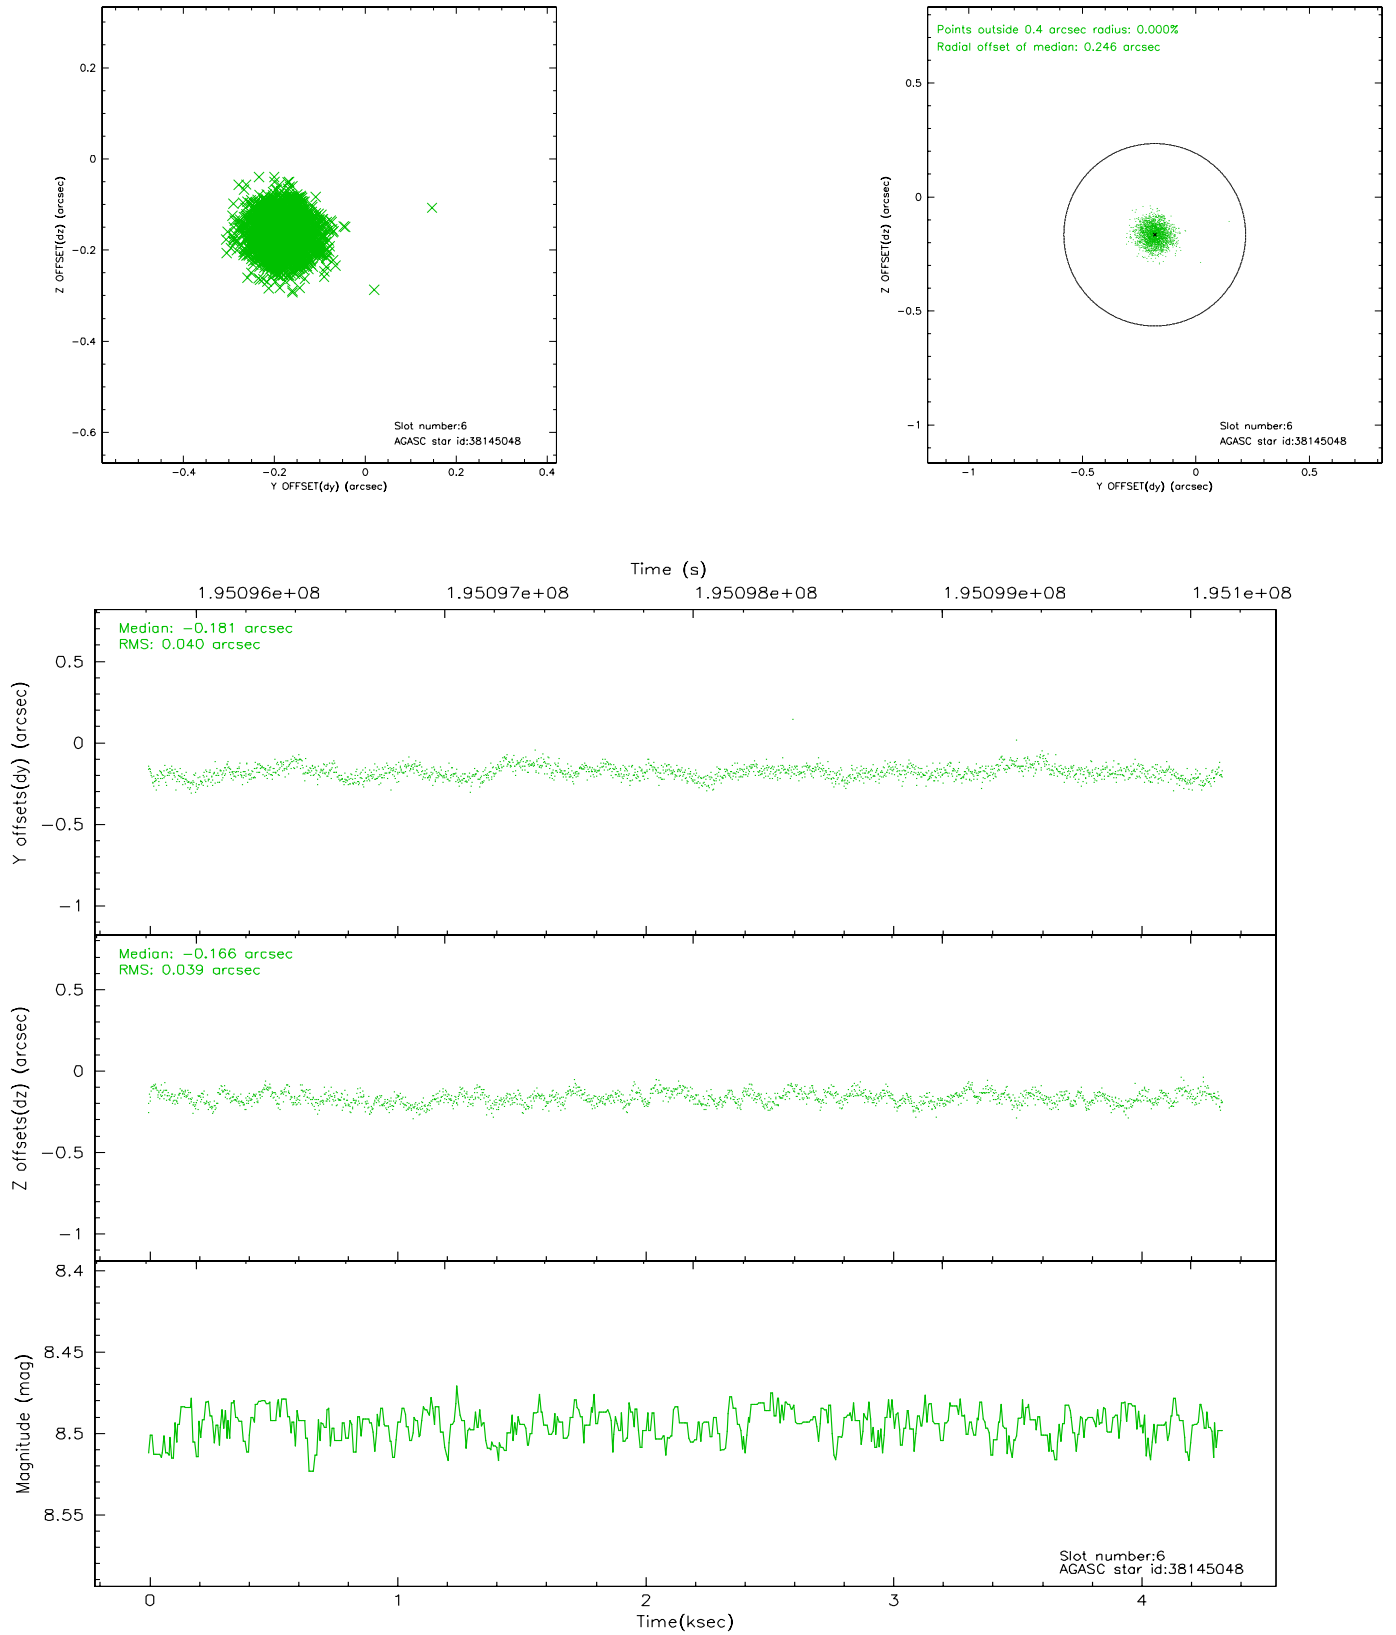 0.2
0
-0.2
-0.4
-0.6
Z OFFSET(dz) (arcsec)
Slot number:6
AGASC star id:38145048
-0.4 -0.2 0 0.2 0.4
Y OFFSET(dy) (arcsec)
Points outside 0.4 arcsec radius: 0.000%
Radial offset of median: 0.246 arcsec
0.5
0
-0.5
-1
Z OFFSET(dz) (arcsec)
Slot number:6
AGASC star id:38145048
-1 -0.5 0 0.5
Y OFFSET(dy) (arcsec)
Time (s)
1.95096e+08 1.95097e+08 1.95098e+08 1.95099e+08 1.951e+08
Median: -0.181 arcsec
RMS: 0.040 arcsec
0.5
0
-0.5
-1
Y offsets(dy) (arcsec)
Median: -0.166 arcsec
RMS: 0.039 arcsec
0.5
0
-0.5
-1
Z offsets(dz) (arcsec)
8.4
8.45
8.5
8.55
Magnitude (mag)
Slot number:6
AGASC star id:38145048
0 1 2 3 4
Time(ksec)